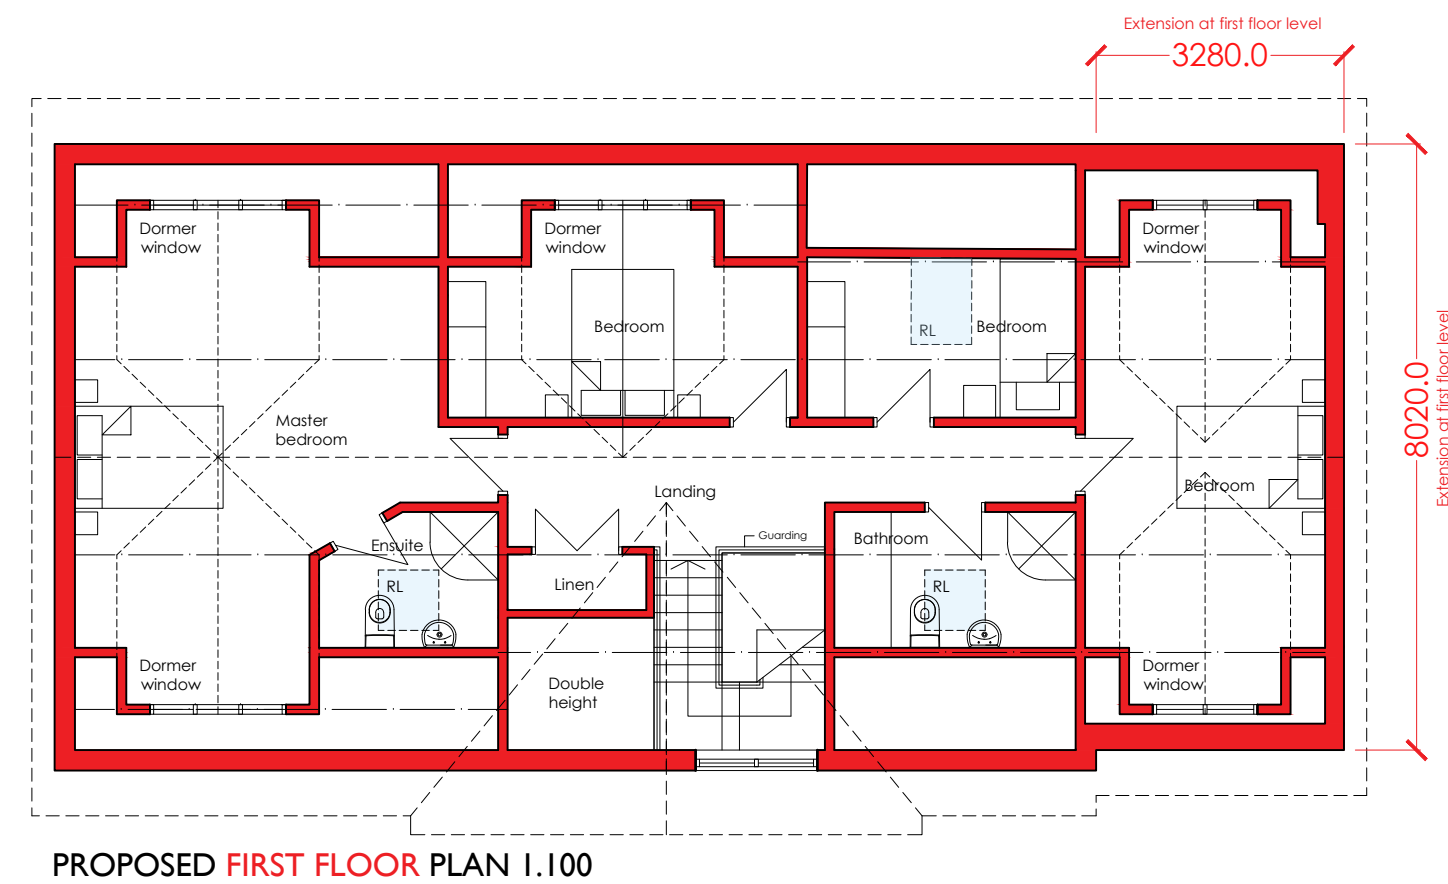 Extension at first floor level
3280.0
Dormer
window
Dormer
window
Dormer
window
Bedroom
RL
Bedroom
8020.0
Extension at first floor level
Master
bedroom
Landing
Bedroom
Guarding
Ensuite
Bathroom
RL
Linen
RL
Dormer
window
Double
height
Dormer
window
PROPOSED FIRST FLOOR PLAN 1.100